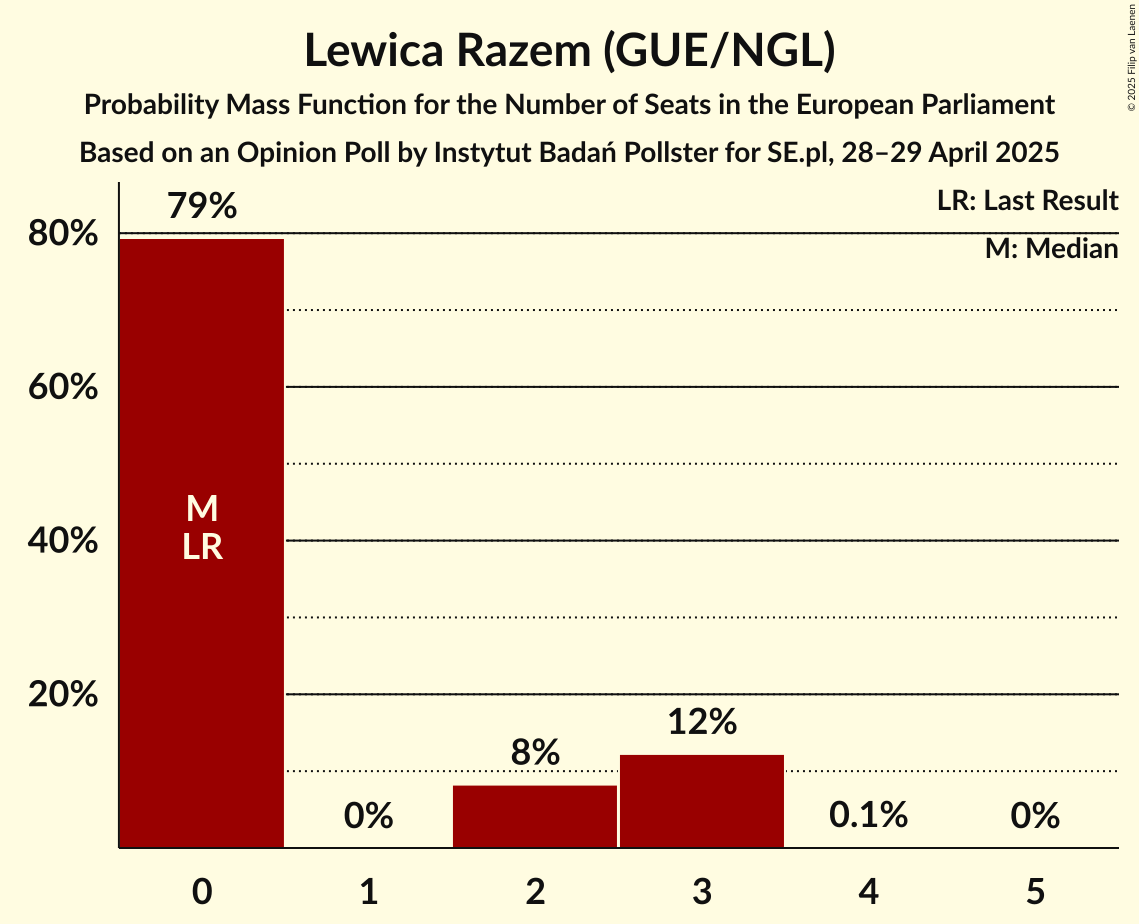 Lewica Razem (GUE/NGL)
Probability Mass Function for the Number of Seats in the European Parliament
Based on an Opinion Poll by Instytut Badań Pollster for SE.pl, 28–29 April 2025
© 2025 Filip van Laenen
LR: Last Result
M: Median
80%
60%
40%
20%
79%
M
LR
0%
8%
12%
0.1%
0%
0
1
2
3
4
5